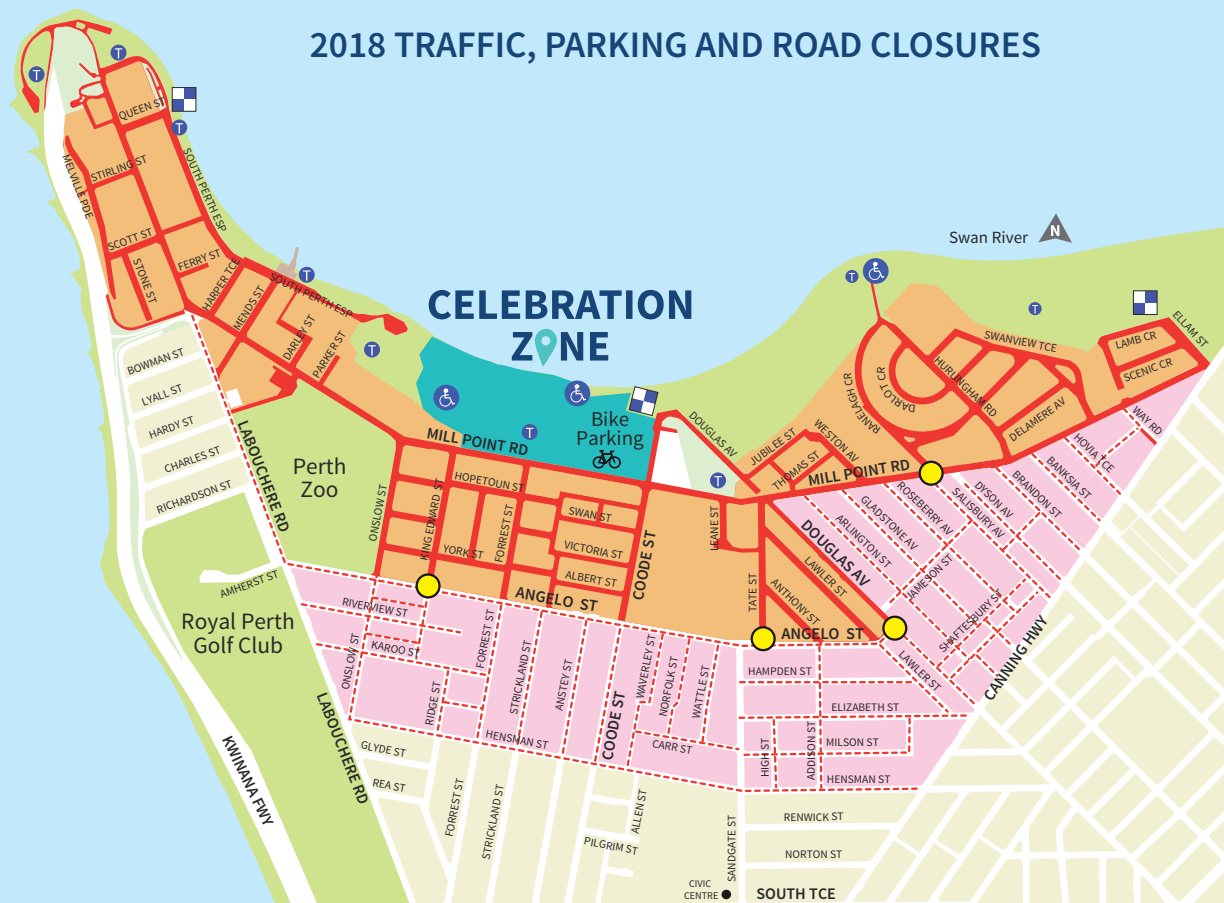 2018 TRAFFIC, PARKING AND ROAD CLOSURES
T
T
QUEEN ST
T
MELVILLE PDE
STIRLING ST
SOUTH PERTH ESP
SCOTT ST
STONE ST
FERRY ST
HARPER TCE
MENDS ST
SOUTH PERTH ESP
T
DARLEY ST
PARKER ST
T
Swan River
N
T
T
CELEBRATION
ZONE
T
Bike
Parking
MILL POINT RD
DOUGLAS AV
T
JUBILEE ST
THOMAS ST
WESTON AV
MILL POINT RD
RANELAGH CR
DARLOT CR
HURLINGHAM RD
SWANVIEW TCE
DELAMERE AV
LAMB CR
SCENIC CR
ELLAM ST
WAY RD
HOVIA TCE
BANKSIA ST
BRANDON ST
DYSON AV
SALISBURY AV
ROSEBERRY AV
GLADSTONE AV
ARLINGTON ST
JAMESON ST
SHAFTESBURY ST
CANNING HWY
BOWMAN ST
LYALL ST
HARDY ST
CHARLES ST
RICHARDSON ST
LABOUCHERE RD
Perth
Zoo
ONSLOW ST
KING EDWARD ST
HOPETOUN ST
YORK ST
FORREST ST
SWAN ST
VICTORIA ST
ALBERT ST
COODE ST
LEANE ST
TATE ST
DOUGLAS AV
LAWLER ST
ANTHONY ST
ANGELO ST
ANGELO ST
AMHERST ST
Royal Perth
Golf Club
RIVERVIEW ST
KAROO ST
ONSLOW ST
RIDGE ST
FORREST ST
STRICKLAND ST
ANSTEY ST
COODE ST
WAVERLEY ST
NORFOLK ST
WATTLE ST
CARR ST
HENSMAN ST
HAMPDEN ST
LAWLER ST
ELIZABETH ST
HIGH ST
ADDISON ST
MILSON ST
HENSMAN ST
LABOUCHERE RD
KWINANA FWY
GLYDE ST
REA ST
FORREST ST
STRICKLAND ST
ALLEN ST
PILGRIM ST
SANDGATE ST
RENWICK ST
NORTON ST
CIVIC
CENTRE
SOUTH TCE